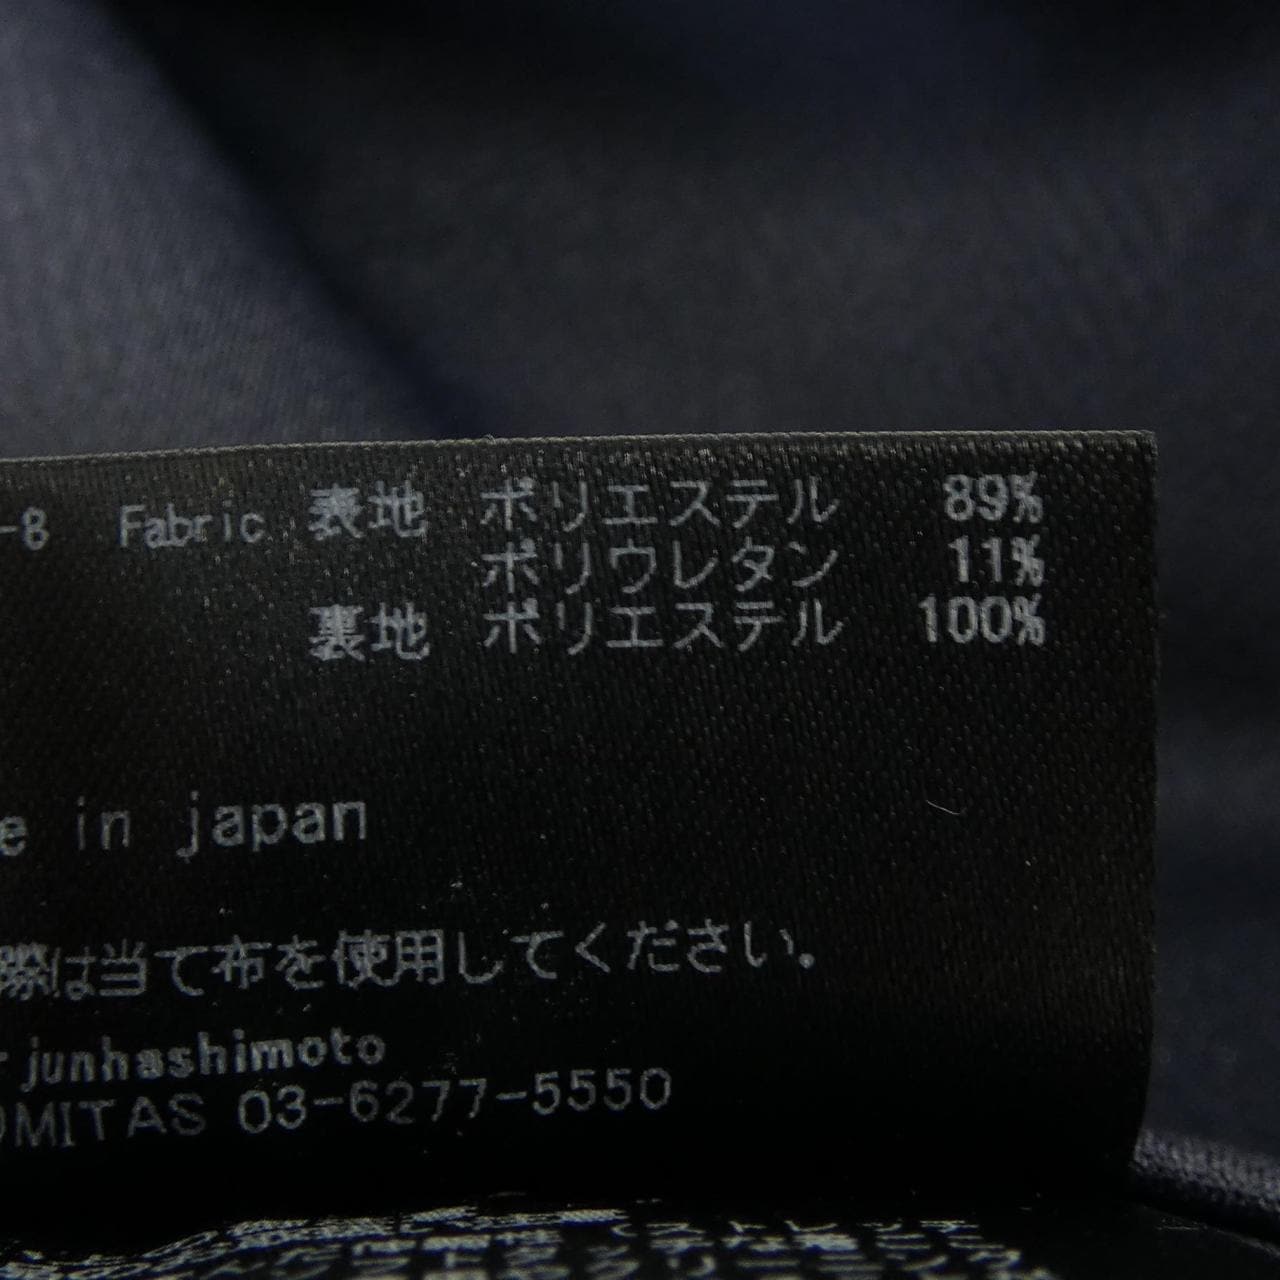 -8 Fabric 表地 ポリエステル 89%
ポリウレタン 11%
裏地 ポリエステル 100%
e in japan
際は当て布を使用してください。
r junhashimoto
OMITAS 03-6277-5550